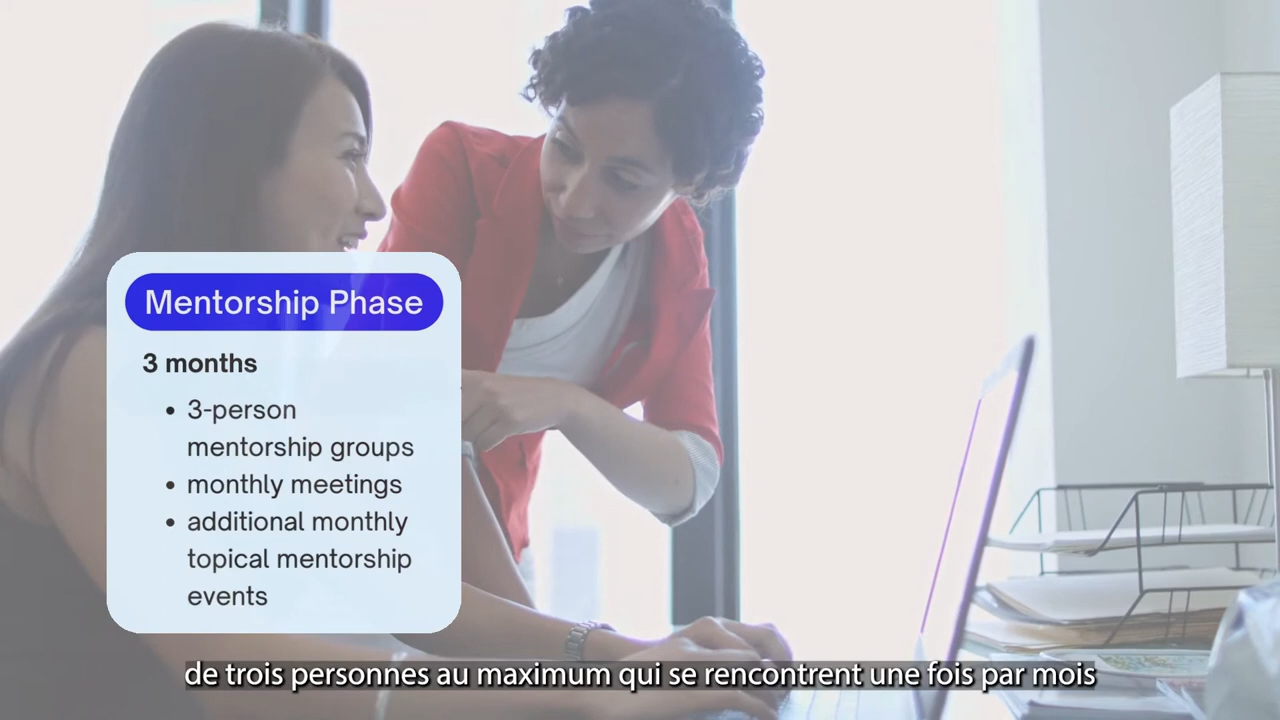 Mentorship Phase
3 months
• 3-person
mentorship groups
• monthly meetings
• additional monthly
topical mentorship
events
de trois personnes au maximum qui se rencontrent une fois par mois